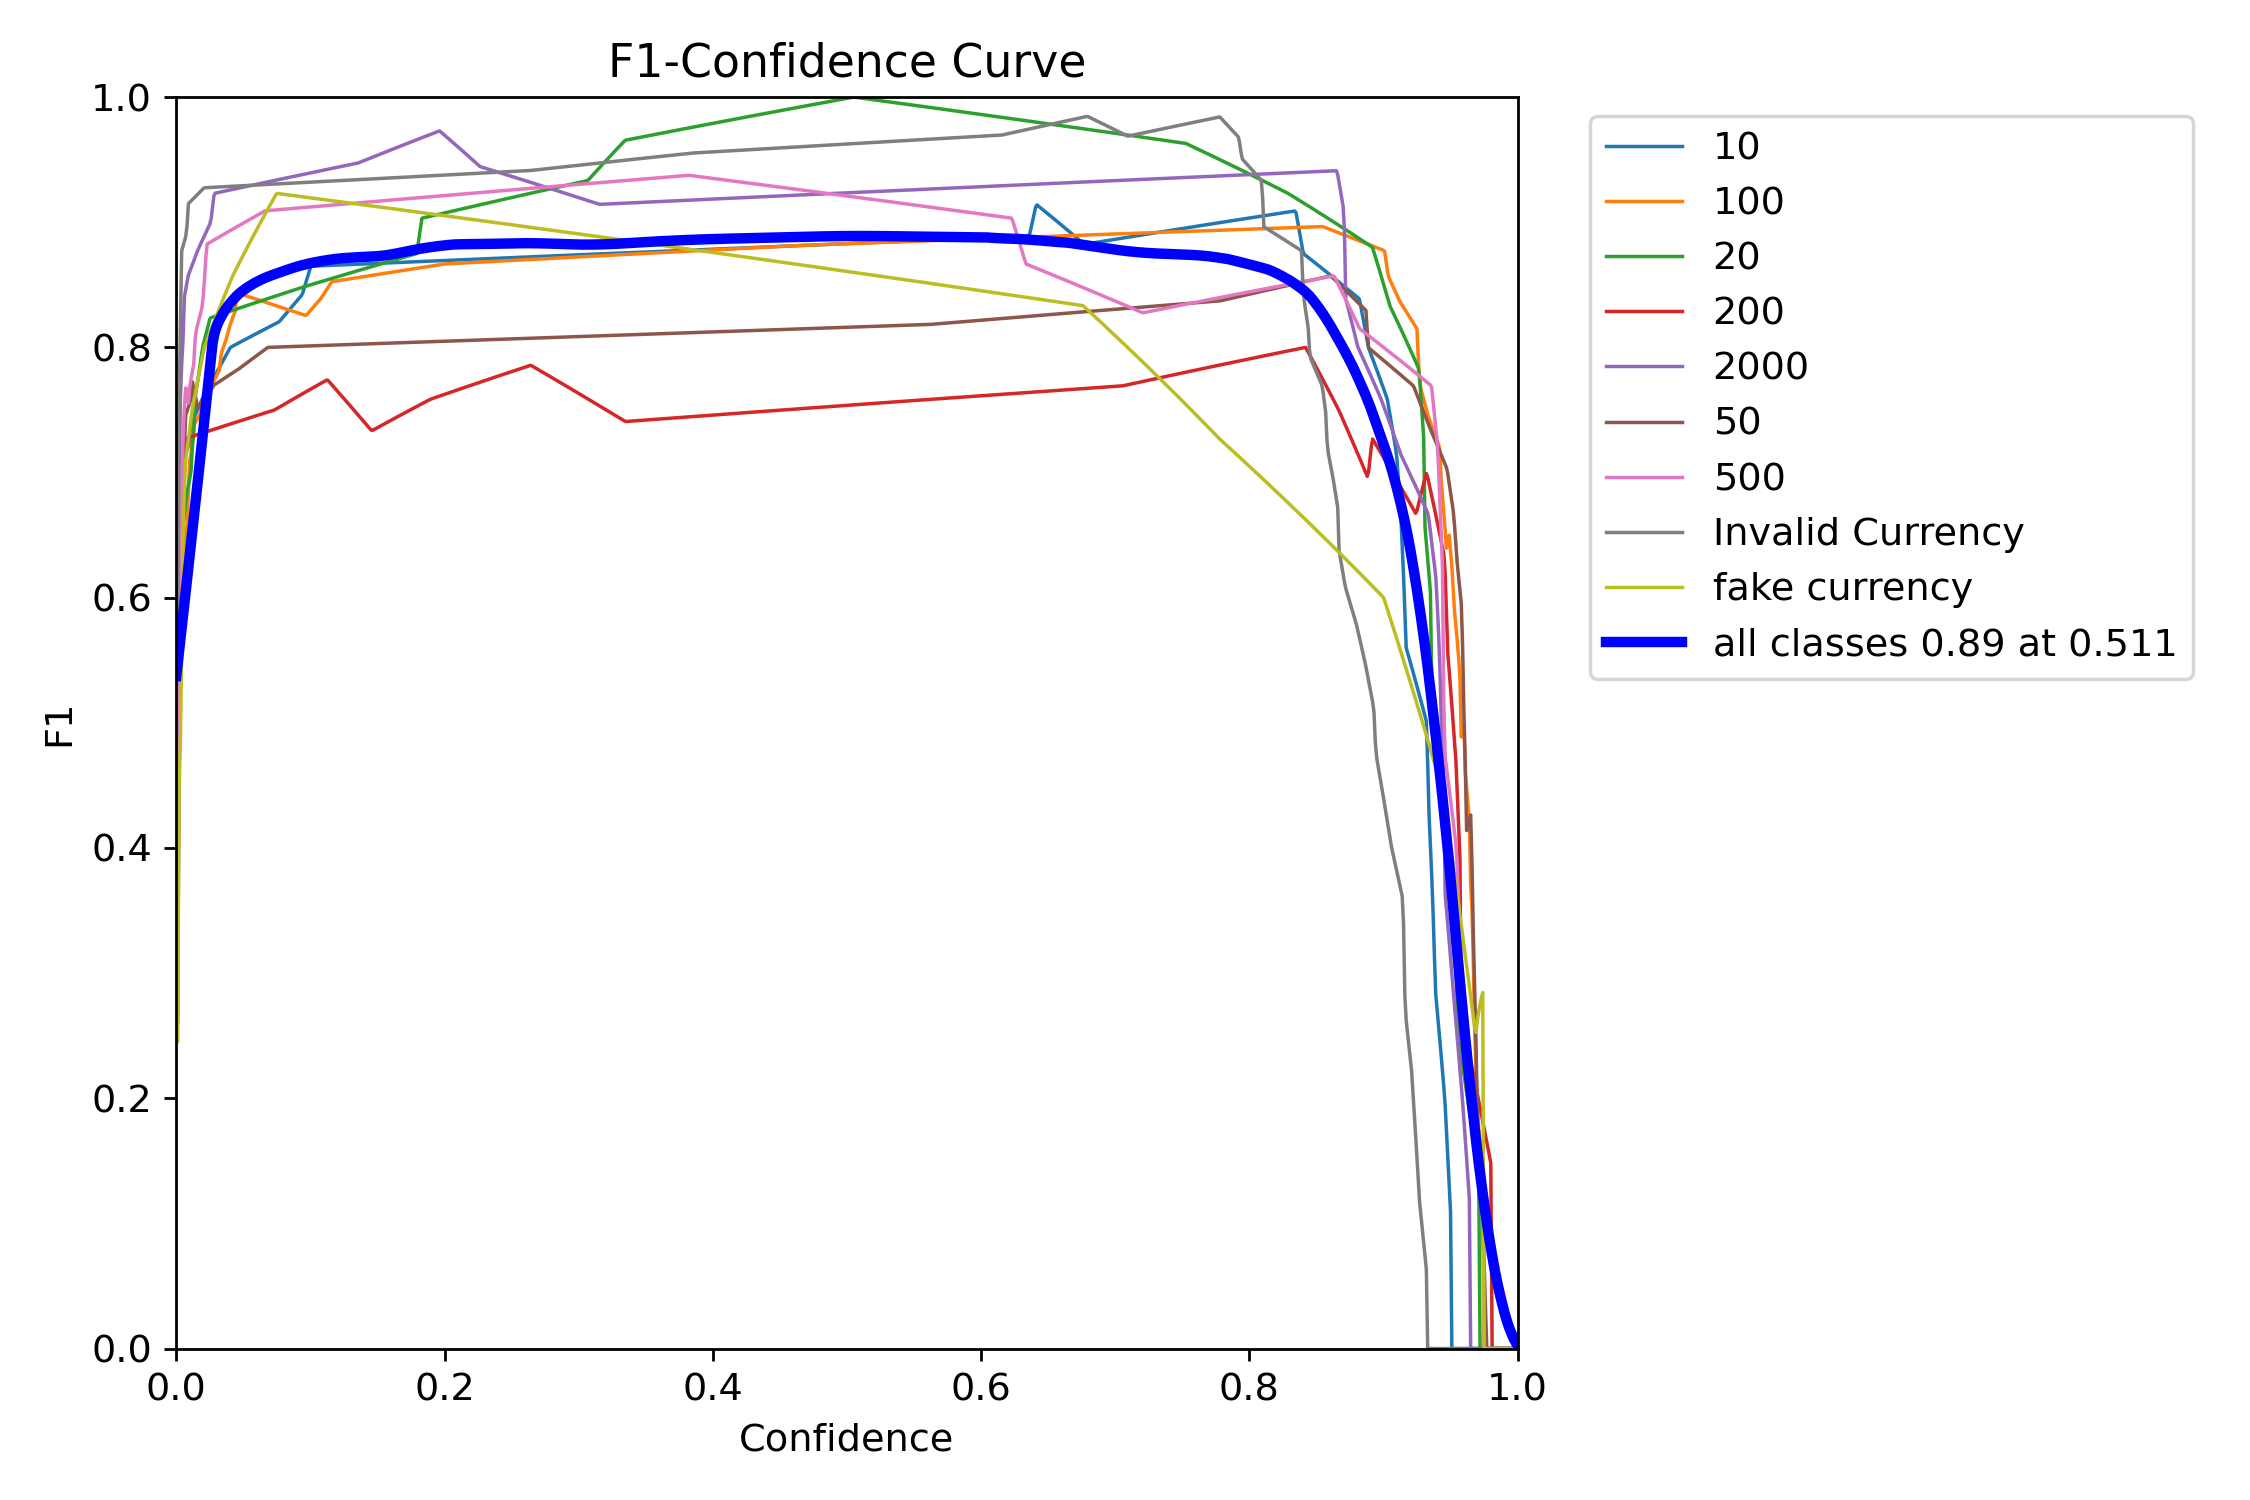 F1-Confidence Curve
1.0
0.8
0.6
0.4
0.2
0.0
F1
0.0 0.2 0.4 0.6 0.8 1.0
Confidence
10
100
20
200
2000
50
500
Invalid Currency
fake currency
all classes 0.89 at 0.511